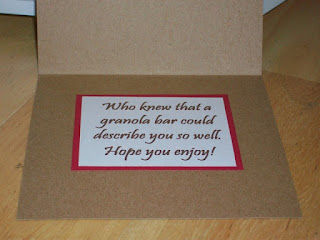 Who knew that a
granola bar could
describe you so well.
Hope you enjoy!